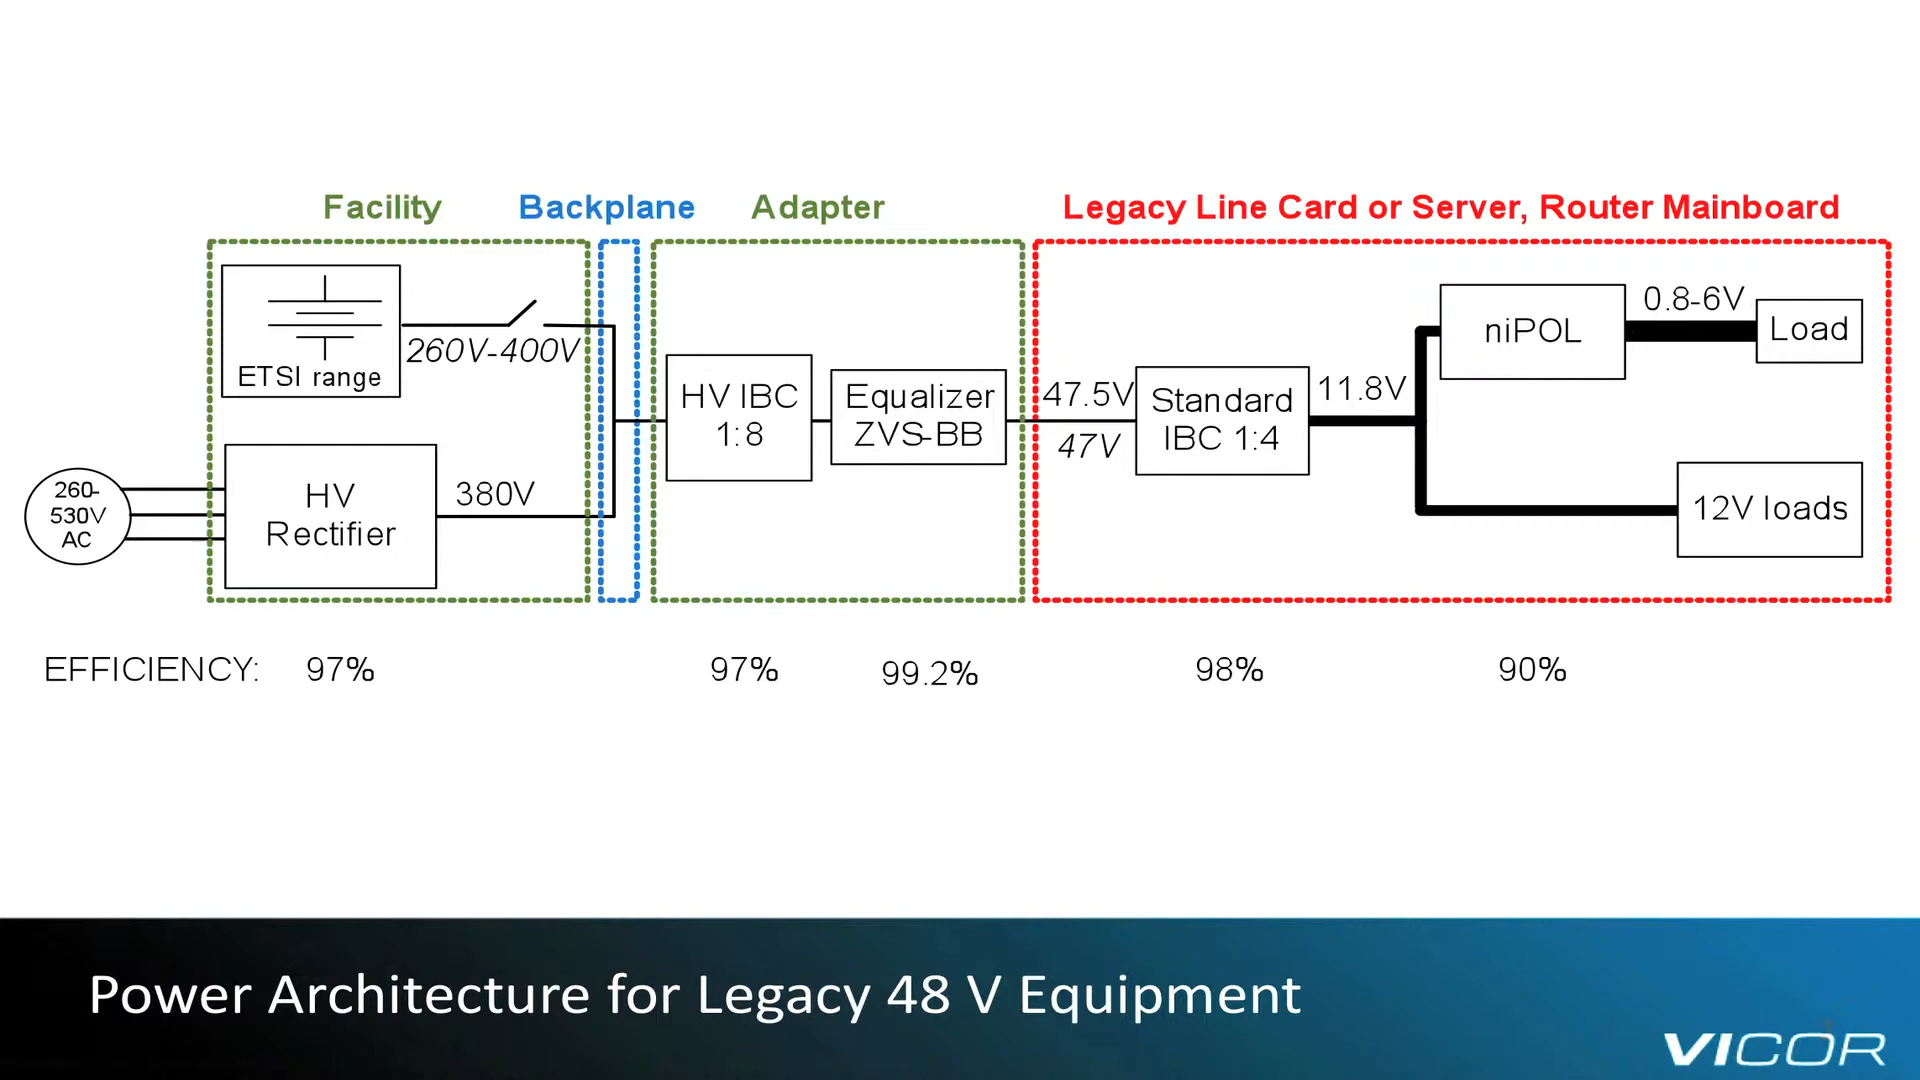 Facility
Backplane
Adapter
Legacy Line Card or Server, Router Mainboard
ETSI range
260V-400V
260-
530V
AC
HV
Rectifier
380V
HV IBC
1:8
Equalizer
ZVS-BB
47.5V
47V
Standard
IBC 1:4
11.8V
niPOL
0.8-6V
Load
12V loads
EFFICIENCY: 97% 97% 99.2% 98% 90%
Power Architecture for Legacy 48 V Equipment
VICOR